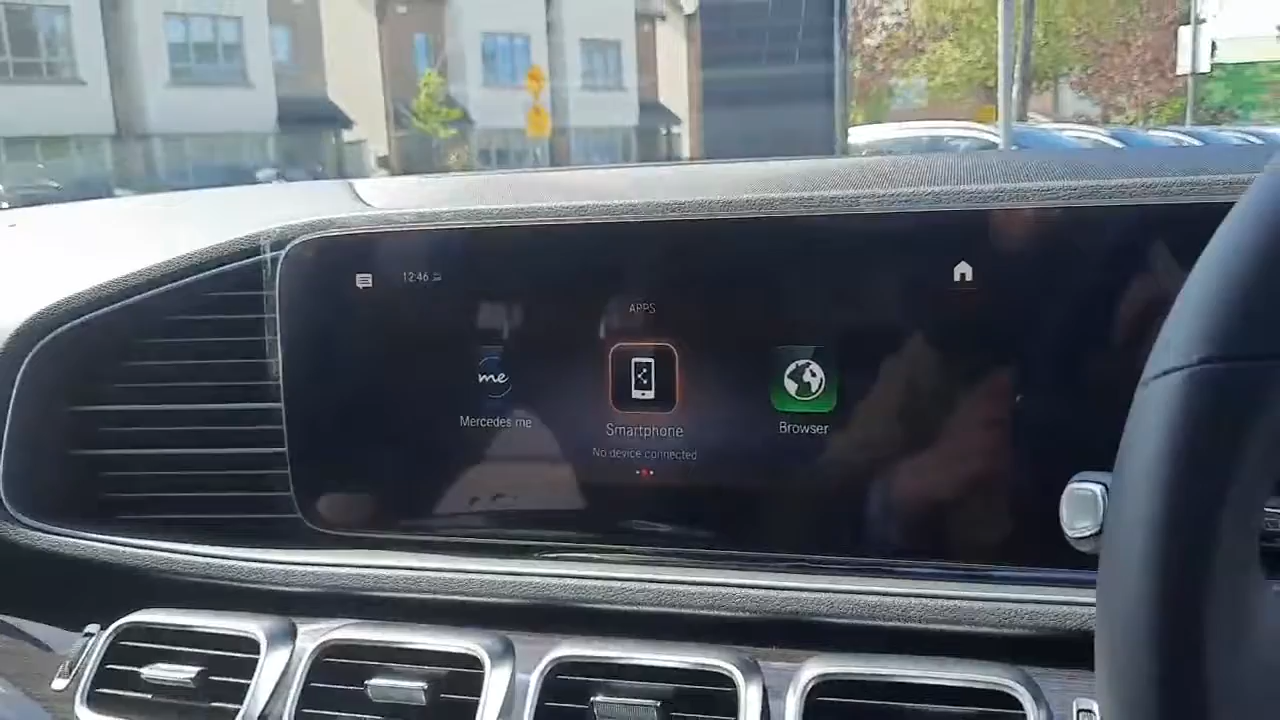 12:46
APPS
me
Mercedes me
Smartphone
Browser
No device connected